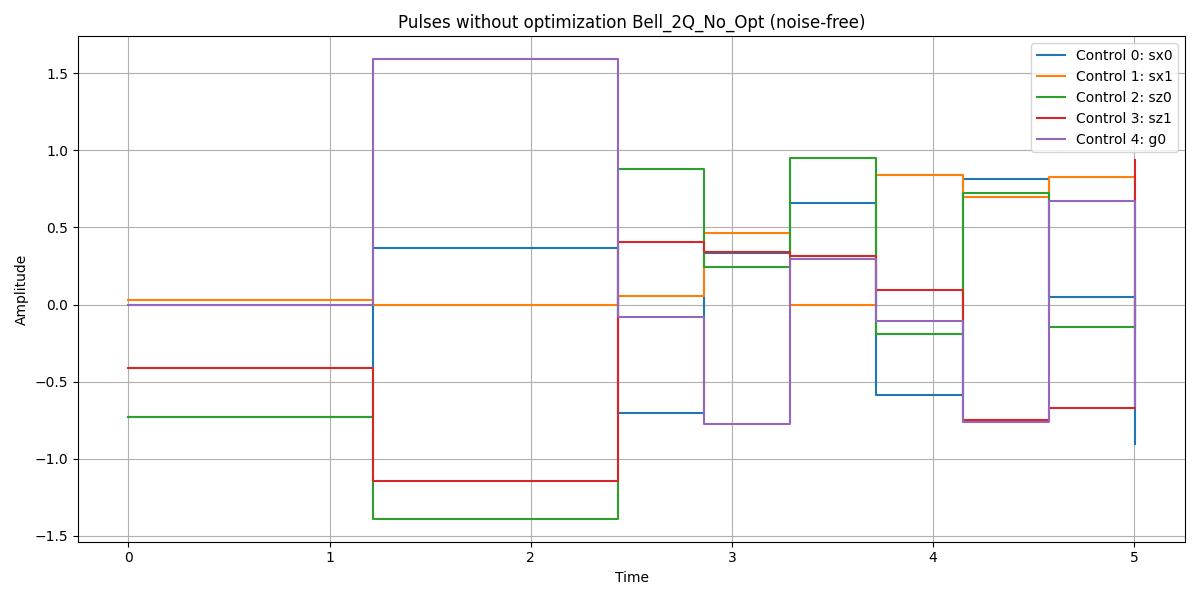 Pulses without optimization Bell_2Q_No_Opt (noise-free)
Control 0: sx0
Control 1: sx1
Control 2: sz0
Control 3: sz1
Control 4: g0
Amplitude
1.5
1.0
0.5
0.0
−0.5
−1.0
−1.5
0 1 2 3 4 5
Time